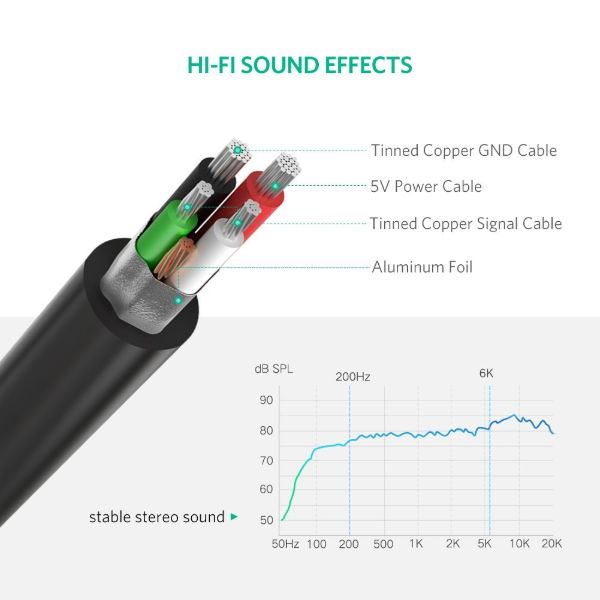 HI-FI SOUND EFFECTS
Tinned Copper GND Cable
5V Power Cable
Tinned Copper Signal Cable
Aluminum Foil
dB SPL
200Hz
6K
90
80
70
60
50
stable stereo sound
50Hz 100 200 500 1K 2K 5K 10K 20K